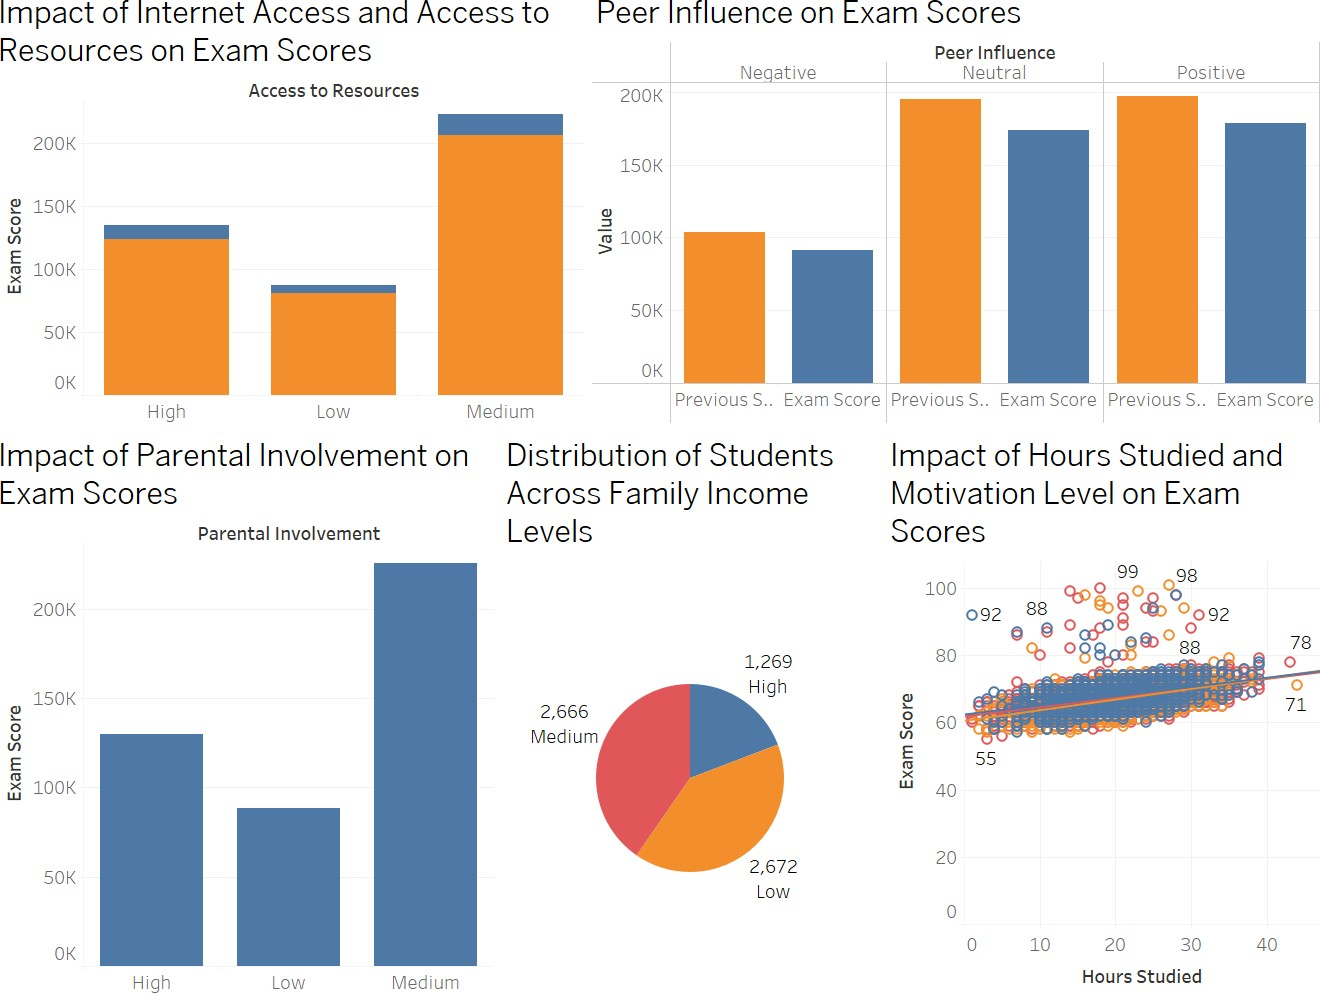 Impact of Internet Access and Access to
Resources on Exam Scores
Access to Resources
Exam Score
200K
150K
100K
50K
0K
High
Low
Medium
Peer Influence on Exam Scores
Peer Influence
Negative
Neutral
Positive
Value
200K
150K
100K
50K
0K
Previous S..
Exam Score
Previous S..
Exam Score
Previous S..
Exam Score
Impact of Parental Involvement on
Exam Scores
Parental Involvement
Exam Score
200K
150K
100K
50K
0K
High
Low
Medium
Distribution of Students
Across Family Income
Levels
1,269
High
2,666
Medium
2,672
Low
Impact of Hours Studied and
Motivation Level on Exam
Scores
Exam Score
100
80
60
40
20
0
99
98
92
88
92
88
78
71
55
0
10
20
30
40
Hours Studied